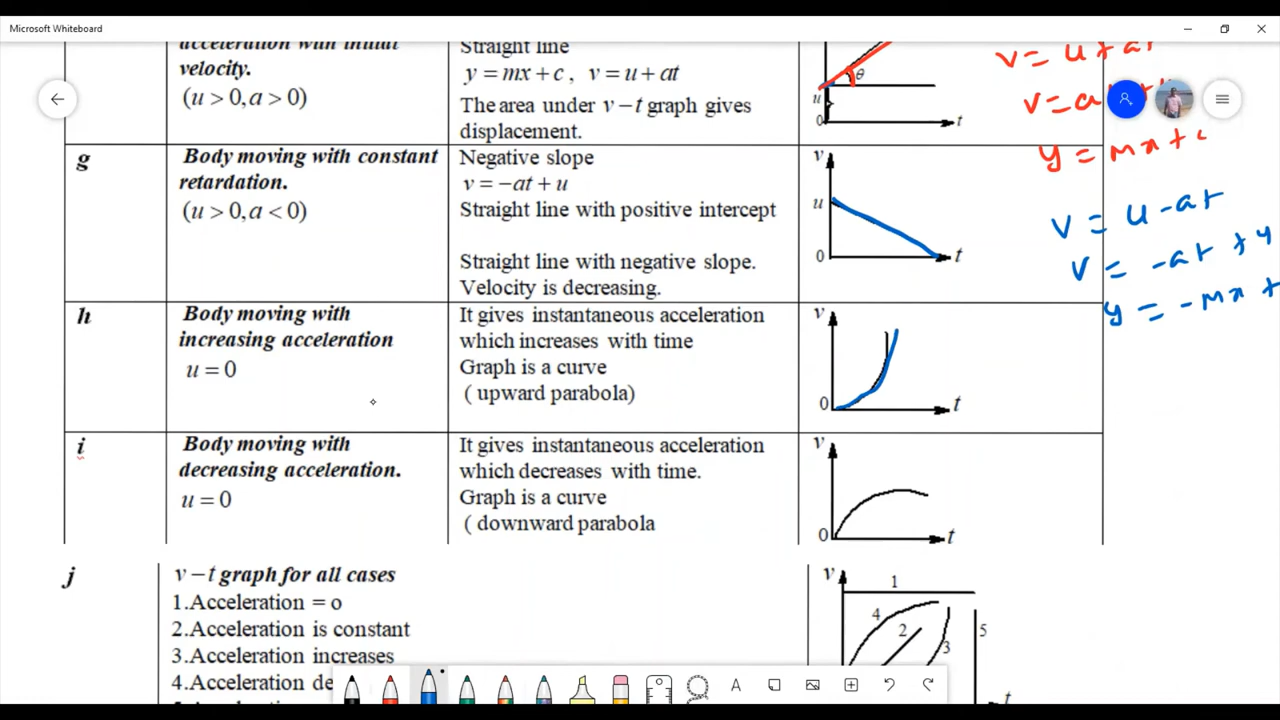 Microsoft Whiteboard
acceleration with initial
velocity.
(u > 0, a > 0)
Straight line
y = mx + c , v = u + at
The area under v – t graph gives
displacement.
θ
u
0
t
v = u + at
v = a
y = mx + c
g
Body moving with constant
retardation.
(u > 0, a < 0)
Negative slope
v = −at + u
Straight line with positive intercept
Straight line with negative slope.
Velocity is decreasing.
v
u
0
t
v = u - at
v = -at + u
y = -mx +
h
Body moving with
increasing acceleration
u = 0
It gives instantaneous acceleration
which increases with time
Graph is a curve
( upward parabola)
v
0
t
i
Body moving with
decreasing acceleration.
u = 0
It gives instantaneous acceleration
which decreases with time.
Graph is a curve
( downward parabola
v
0
t
j
v – t graph for all cases
1.Acceleration = o
2.Acceleration is constant
3.Acceleration increases
4.Acceleration de
v
1
4
2
3
5
t
A